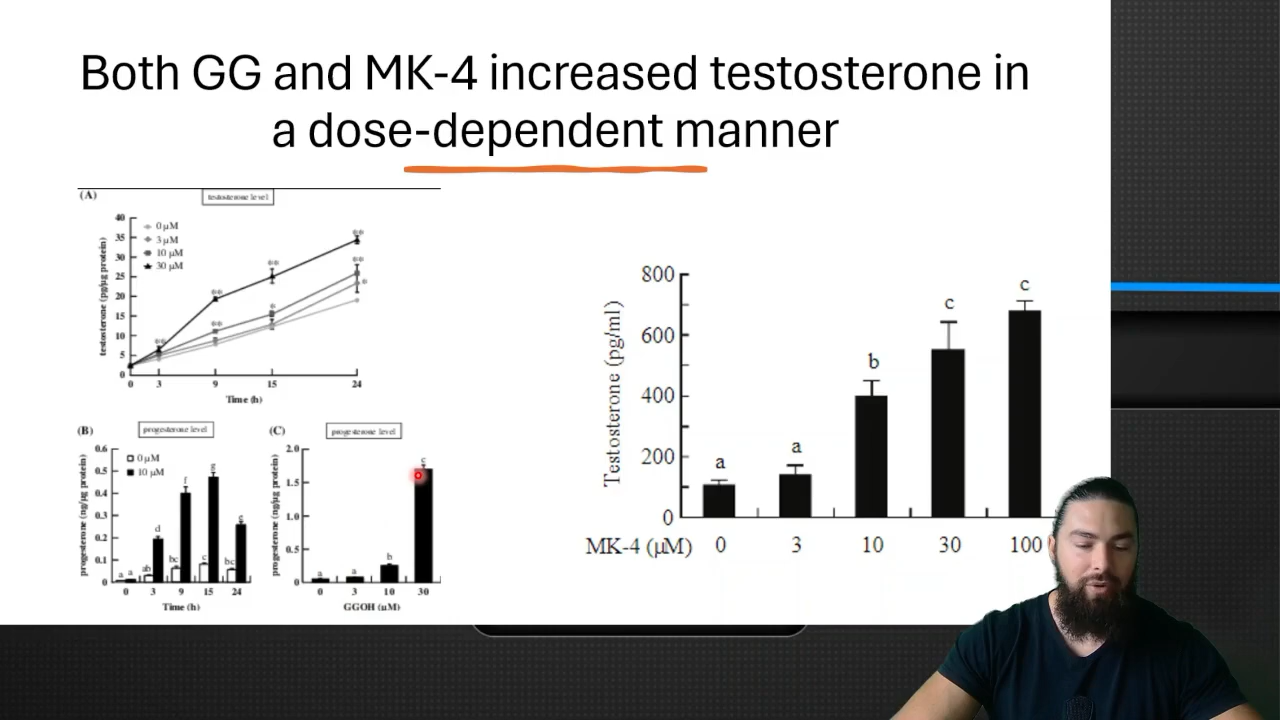 Both GG and MK-4 increased testosterone in
a dose-dependent manner
(A)
testosterone level
testosterone (pg/μg protein)
40
35
30
25
20
15
10
5
0
0 μM
3 μM
10 μM
30 μM
** ** ** ** * ** ** *
0 3 9 15 24
Time (h)
(B)
progesterone level
progesterone (ng/μg protein)
0.6
0.5
0.4
0.3
0.2
0.1
0
0 μM
10 μM
a a ab d bc f c g bc e
0 3 9 15 24
Time (h)
(C)
progesterone level
progesterone (ng/μg protein)
2.0
1.5
1.0
0.5
0
a a b c
0 3 10 30
GGOH (μM)
Testosterone (pg/ml)
800
600
400
200
0
a a b c c
MK-4 (μM) 0 3 10 30 100